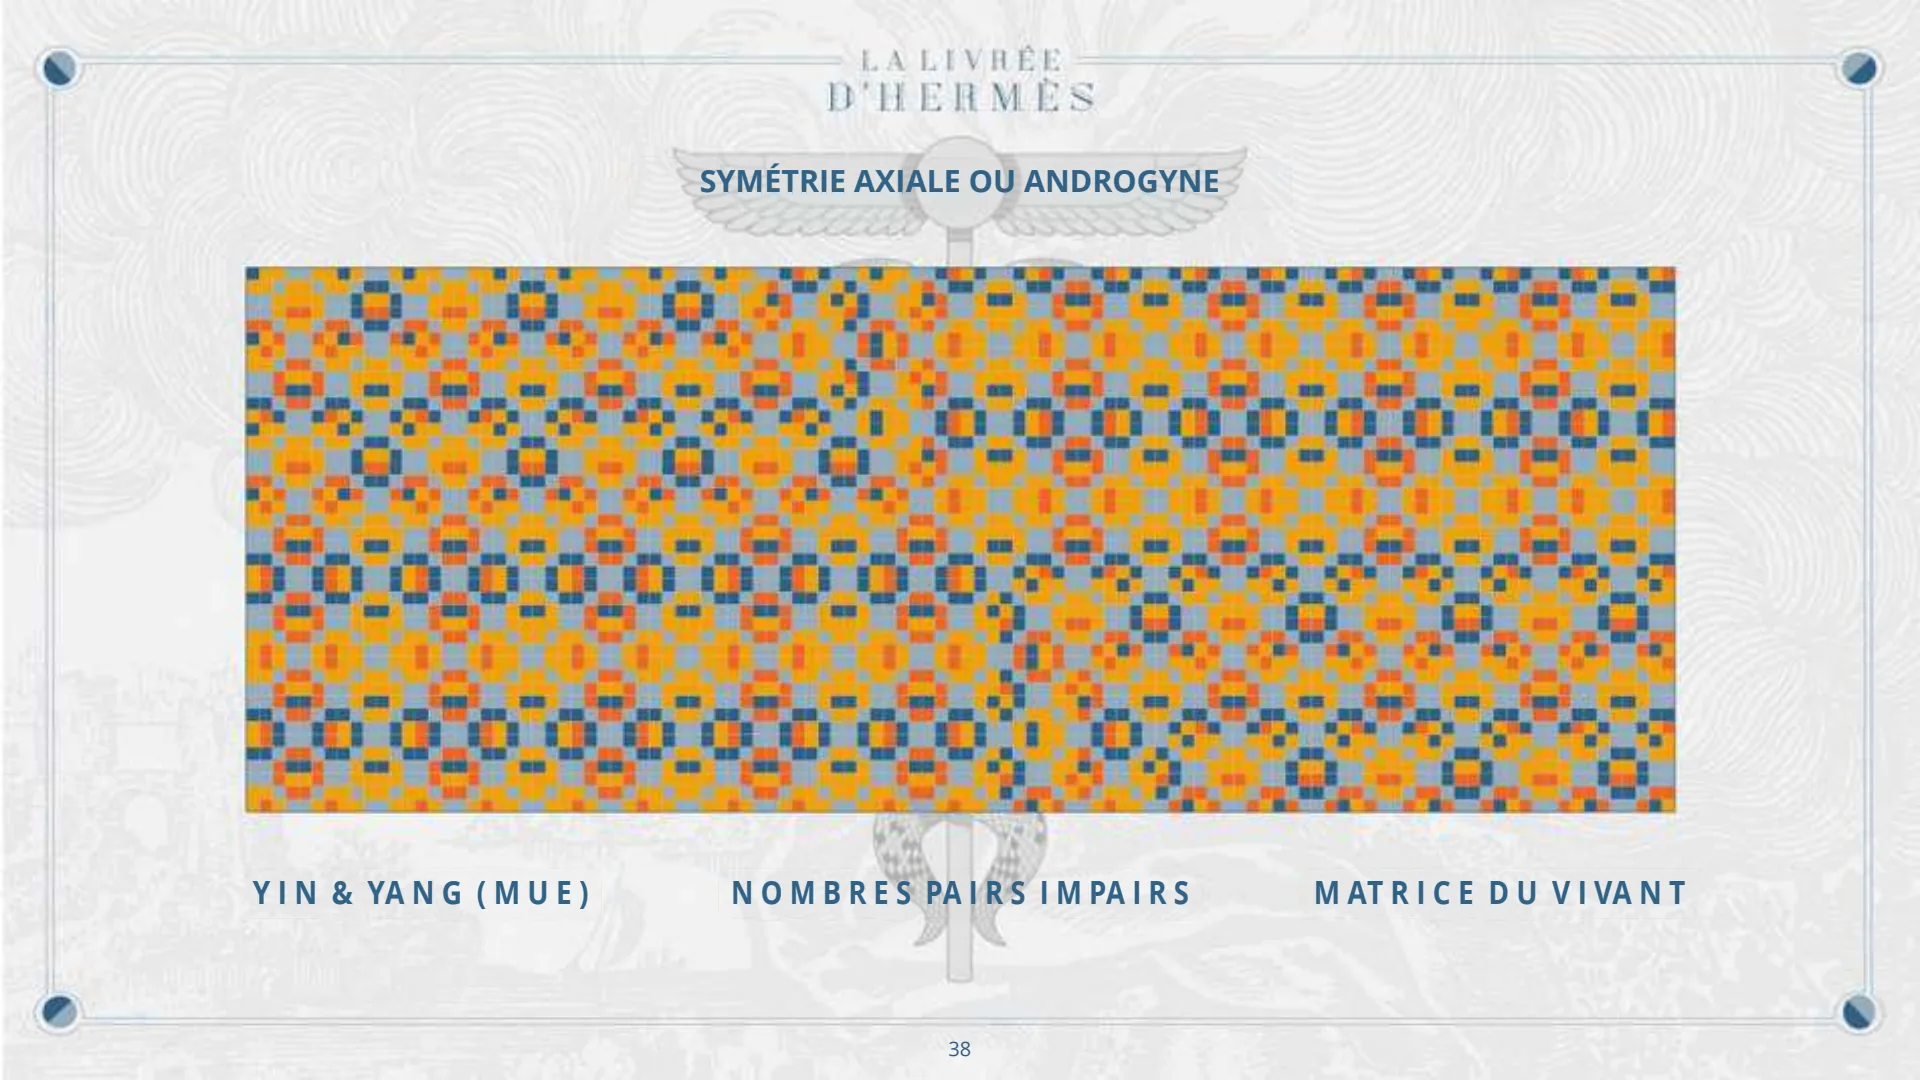 LA LIVRÉE
D'HERMÈS
SYMÉTRIE AXIALE OU ANDROGYNE
YIN & YANG (MUE)
NOMBRES PAIRS IMPAIRS
MATRICE DU VIVANT
38